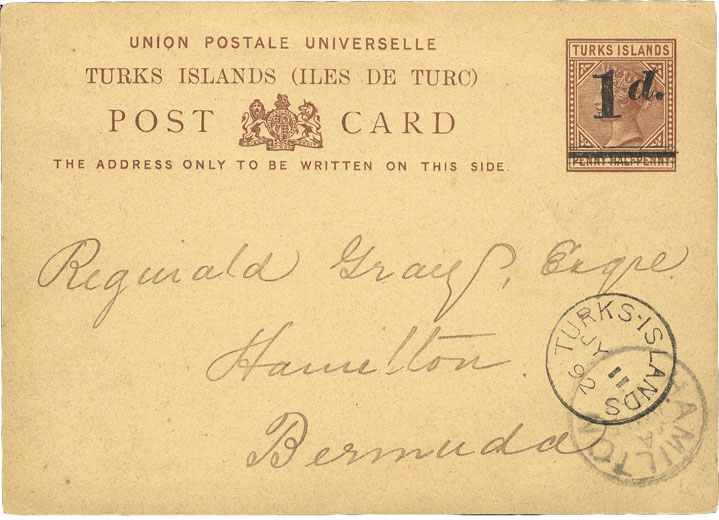 UNION POSTALE UNIVERSELLE
TURKS ISLANDS (ILES DE TURC)
POST CARD
THE ADDRESS ONLY TO BE WRITTEN ON THIS SIDE.
TURKS ISLANDS
1d.
PENNY HALFPENNY
Reginald Gray, Esqre.
Hamilton.
Bermuda
TURKS-ISLANDS
JY 11
92
HAMILTON